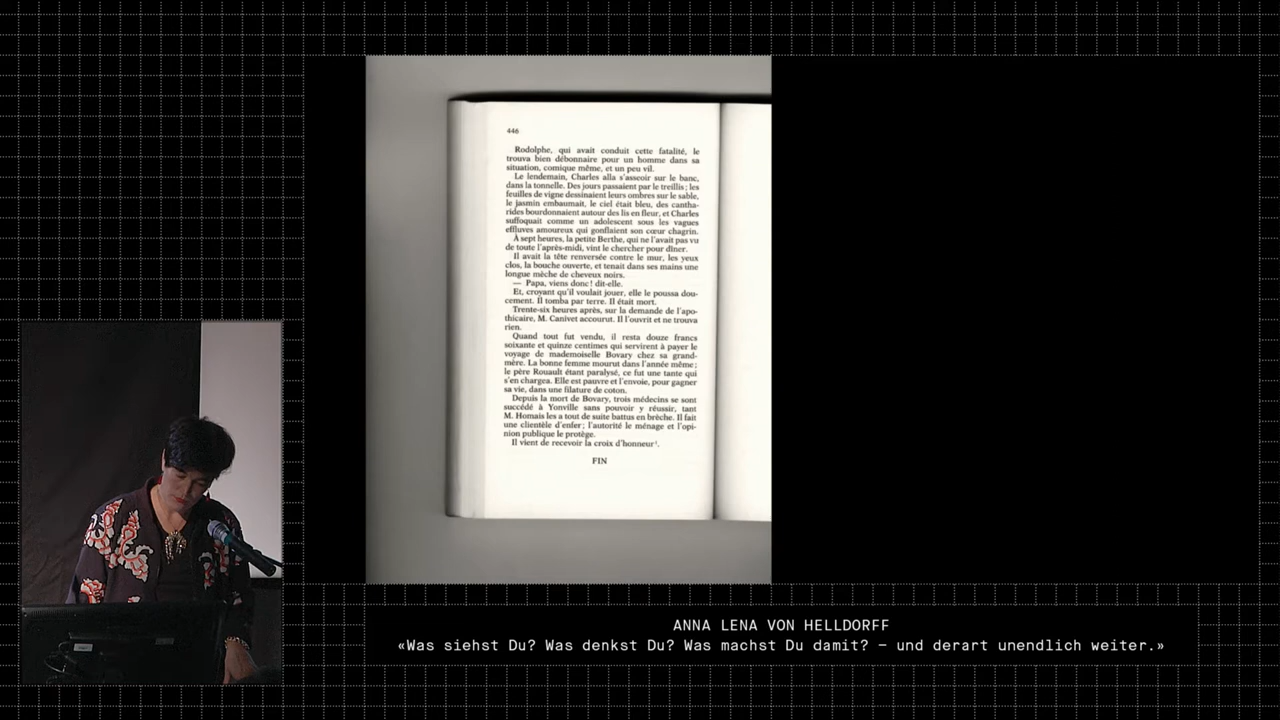 446
Rodolphe, qui avait conduit cette fatalité, le
trouva bien débonnaire pour un homme dans sa
situation, comique même, et un peu vil.
Le lendemain, Charles alla s'asseoir sur le banc,
dans la tonnelle. Des jours passaient par le treillis ; les
feuilles de vigne dessinaient leurs ombres sur le sable,
le jasmin embaumait, le ciel était bleu, des cantha-
rides bourdonnaient autour des lis en fleur, et Charles
suffoquait comme un adolescent sous les vagues
effluves amoureux qui gonflaient son cœur chagrin.
À sept heures, la petite Berthe, qui ne l'avait pas vu
de toute l'après-midi, vint le chercher pour dîner.
Il avait la tête renversée contre le mur, les yeux
clos, la bouche ouverte, et tenait dans ses mains une
longue mèche de cheveux noirs.
— Papa, viens donc ! dit-elle.
Et, croyant qu'il voulait jouer, elle le poussa dou-
cement. Il tomba par terre. Il était mort.
Trente-six heures après, sur la demande de l'apo-
thicaire, M. Canivet accourut. Il l'ouvrit et ne trouva
rien.
Quand tout fut vendu, il resta douze francs
soixante et quinze centimes qui servirent à payer le
voyage de mademoiselle Bovary chez sa grand-
mère. La bonne femme mourut dans l'année même ;
le père Rouault étant paralysé, ce fut une tante qui
s'en chargea. Elle est pauvre et l'envoie, pour gagner
sa vie, dans une filature de coton.
Depuis la mort de Bovary, trois médecins se sont
succédé à Yonville sans pouvoir y réussir, tant
M. Homais les a tout de suite battus en brèche. Il fait
une clientèle d'enfer ; l'autorité le ménage et l'opi-
nion publique le protège.
Il vient de recevoir la croix d'honneur¹.
FIN
ANNA LENA VON HELLDORFF
«Was siehst Du? Was denkst Du? Was machst Du damit? – und derart unendlich weiter.»